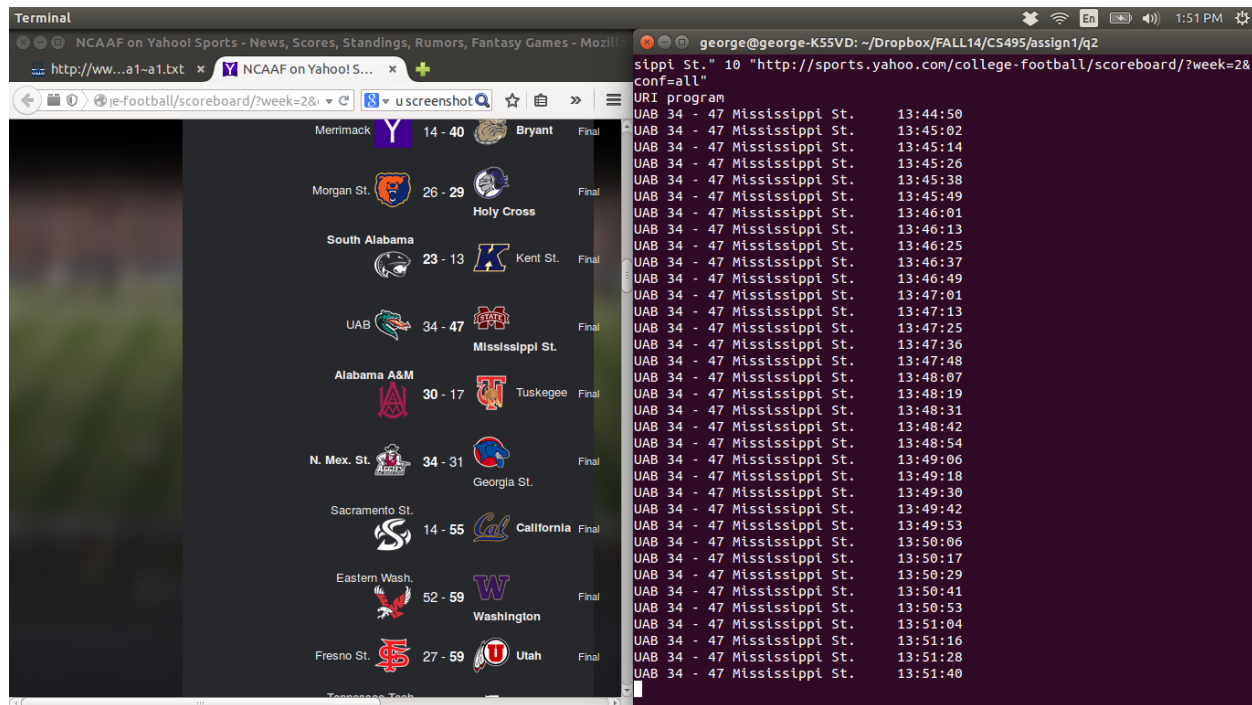 Terminal
En
1:51 PM
NCAAF on Yahoo! Sports - News, Scores, Standings, Rumors, Fantasy Games - Mozill
http://ww...a1~a1.txt ×
NCAAF on Yahoo! S... ×
e-football/scoreboard/?week=2&
u screenshot
Merrimack 14 - 40 Bryant Final
Morgan St. 26 - 29 Final
Holy Cross
South Alabama
23 - 13 Kent St. Final
UAB 34 - 47 STATE Final
Mississippi St.
Alabama A&M
30 - 17 Tuskegee Final
N. Mex. St. AGGIES 34 - 31 Final
Georgia St.
Sacramento St.
14 - 55 Cal California Final
Eastern Wash.
52 - 59 Final
Washington
Fresno St. 27 - 59 Utah Final
Tennessee Tech
george@george-K55VD: ~/Dropbox/FALL14/CS495/assign1/q2
sippi St." 10 "http://sports.yahoo.com/college-football/scoreboard/?week=2&
conf=all"
URI program
UAB 34 - 47 Mississippi St. 13:44:50
UAB 34 - 47 Mississippi St. 13:45:02
UAB 34 - 47 Mississippi St. 13:45:14
UAB 34 - 47 Mississippi St. 13:45:26
UAB 34 - 47 Mississippi St. 13:45:38
UAB 34 - 47 Mississippi St. 13:45:49
UAB 34 - 47 Mississippi St. 13:46:01
UAB 34 - 47 Mississippi St. 13:46:13
UAB 34 - 47 Mississippi St. 13:46:25
UAB 34 - 47 Mississippi St. 13:46:37
UAB 34 - 47 Mississippi St. 13:46:49
UAB 34 - 47 Mississippi St. 13:47:01
UAB 34 - 47 Mississippi St. 13:47:13
UAB 34 - 47 Mississippi St. 13:47:25
UAB 34 - 47 Mississippi St. 13:47:36
UAB 34 - 47 Mississippi St. 13:47:48
UAB 34 - 47 Mississippi St. 13:48:07
UAB 34 - 47 Mississippi St. 13:48:19
UAB 34 - 47 Mississippi St. 13:48:31
UAB 34 - 47 Mississippi St. 13:48:42
UAB 34 - 47 Mississippi St. 13:48:54
UAB 34 - 47 Mississippi St. 13:49:06
UAB 34 - 47 Mississippi St. 13:49:18
UAB 34 - 47 Mississippi St. 13:49:30
UAB 34 - 47 Mississippi St. 13:49:42
UAB 34 - 47 Mississippi St. 13:49:53
UAB 34 - 47 Mississippi St. 13:50:06
UAB 34 - 47 Mississippi St. 13:50:17
UAB 34 - 47 Mississippi St. 13:50:29
UAB 34 - 47 Mississippi St. 13:50:41
UAB 34 - 47 Mississippi St. 13:50:53
UAB 34 - 47 Mississippi St. 13:51:04
UAB 34 - 47 Mississippi St. 13:51:16
UAB 34 - 47 Mississippi St. 13:51:28
UAB 34 - 47 Mississippi St. 13:51:40